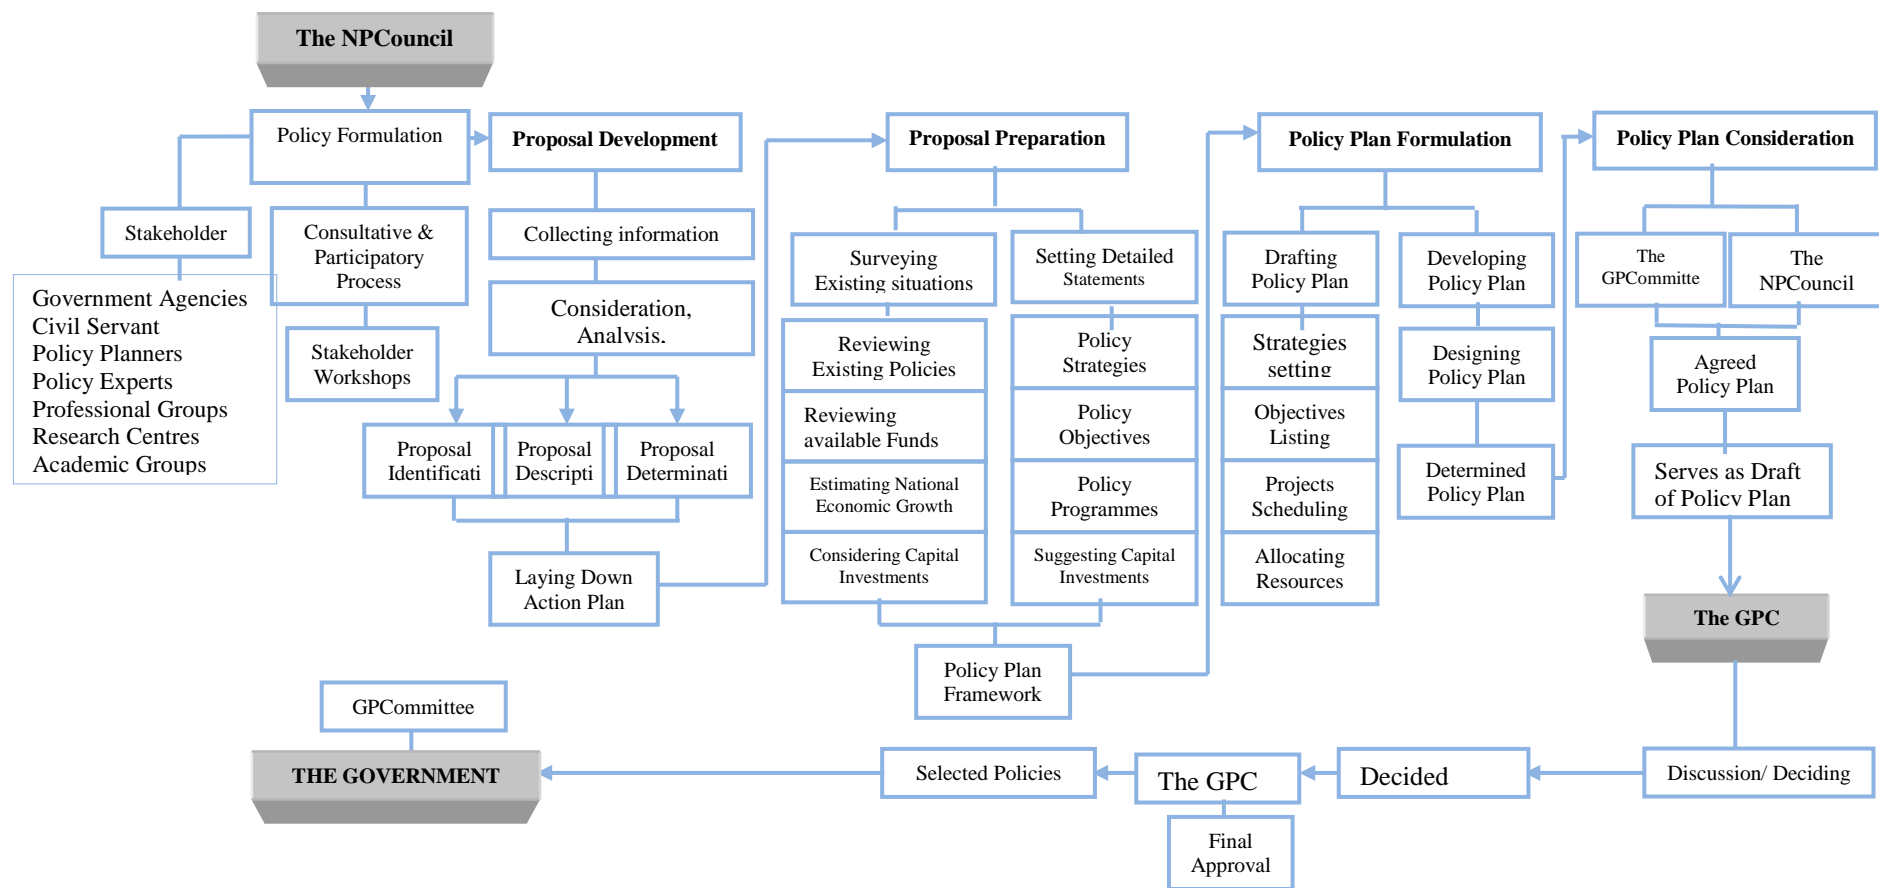 The NPCouncil
Policy Formulation
Stakeholder
Government Agencies
Civil Servant
Policy Planners
Policy Experts
Professional Groups
Research Centres
Academic Groups
Consultative &
Participatory
Process
Stakeholder
Workshops
Proposal Development
Collecting information
Consideration,
Analysis.
Proposal
Identificati
Proposal
Descripti
Proposal
Determinati
Laying Down
Action Plan
Proposal Preparation
Surveying
Existing situations
Reviewing
Existing Policies
Reviewing
available Funds
Estimating National
Economic Growth
Considering Capital
Investments
Setting Detailed
Statements
Policy
Strategies
Policy
Objectives
Policy
Programmes
Suggesting Capital
Investments
Policy Plan
Framework
Policy Plan Formulation
Drafting
Policy Plan
Strategies
setting
Objectives
Listing
Projects
Scheduling
Allocating
Resources
Developing
Policy Plan
Designing
Policy Plan
Determined
Policy Plan
Policy Plan Consideration
The
GPCommitte
The
NPCouncil
Agreed
Policy Plan
Serves as Draft
of Policy Plan
The GPC
Discussion/ Deciding
Decided
The GPC
Final
Approval
Selected Policies
GPCommittee
THE GOVERNMENT